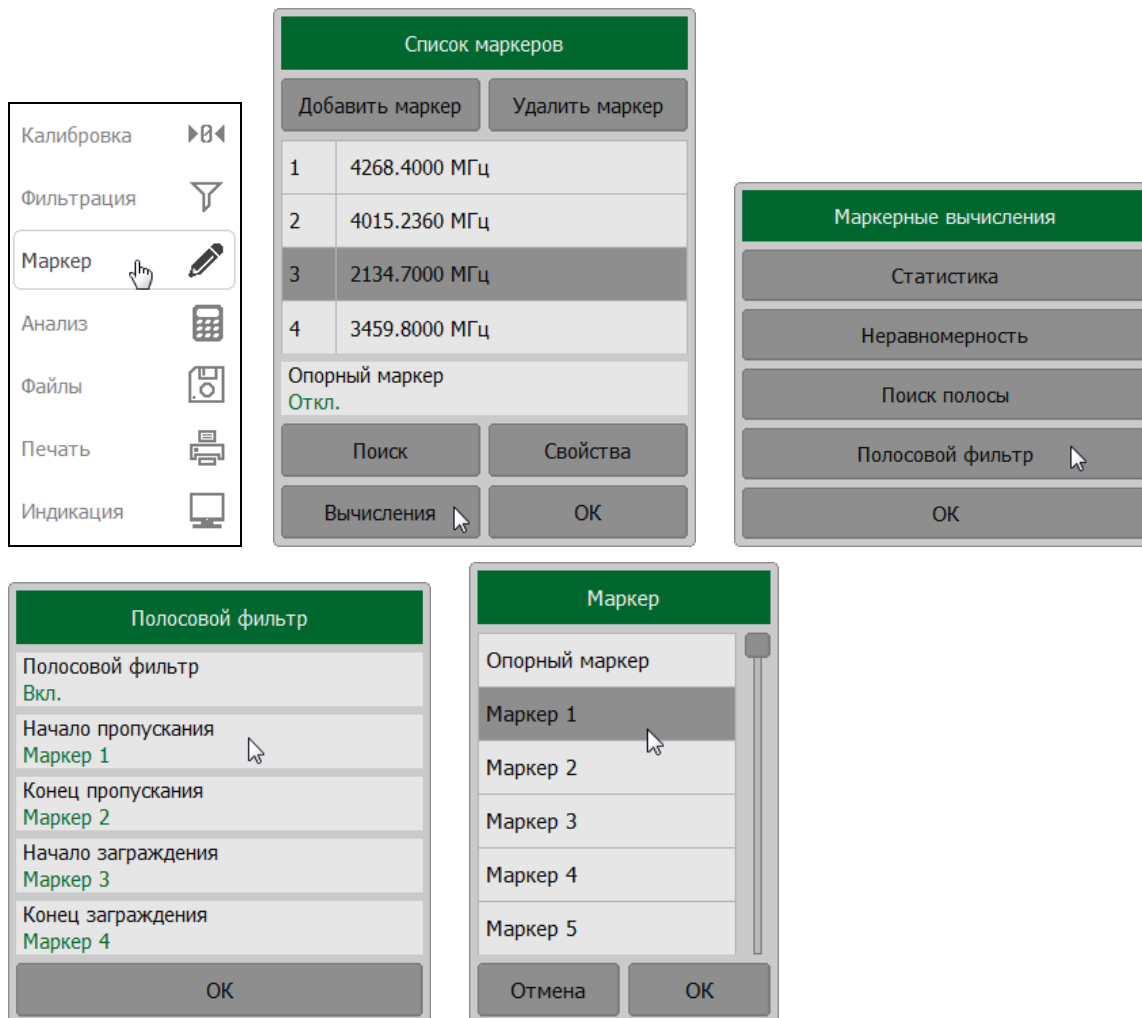 Калибровка
Фильтрация
Маркер
Анализ
Файлы
Печать
Индикация
Список маркеров
Добавить маркер Удалить маркер
1 4268.4000 МГц
2 4015.2360 МГц
3 2134.7000 МГц
4 3459.8000 МГц
Опорный маркер
Откл.
Поиск Свойства
Вычисления ОК
Маркерные вычисления
Статистика
Неравномерность
Поиск полосы
Полосовой фильтр
ОК
Полосовой фильтр
Полосовой фильтр
Вкл.
Начало пропускания
Маркер 1
Конец пропускания
Маркер 2
Начало заграждения
Маркер 3
Конец заграждения
Маркер 4
ОК
Маркер
Опорный маркер
Маркер 1
Маркер 2
Маркер 3
Маркер 4
Маркер 5
Отмена ОК